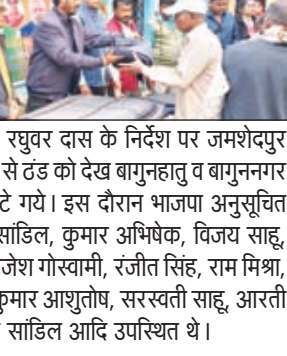 रघुवर दास के निर्देश पर जमशेदपुर
से ठंड को देख बागुनहातु व बागुननगर
टे गये। इस दौरान भाजपा अनुसूचित
सांडिल, कुमार अभिषेक, विजय साहू,
जेश गोस्वामी, रंजीत सिंह, राम मिश्रा,
कुमार आशुतोष, सरस्वती साहू, आरती
सांडिल आदि उपस्थित थे।